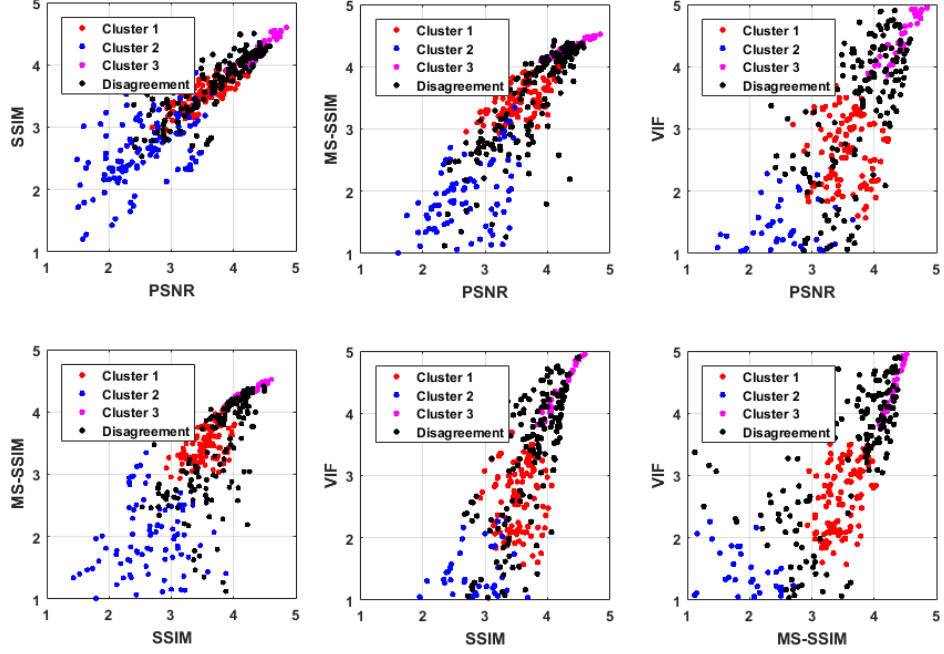 5
4
3
2
1
SSIM
Cluster 1
Cluster 2
Cluster 3
Disagreement
1 2 3 4 5
PSNR
5
4
3
2
1
MS-SSIM
Cluster 1
Cluster 2
Cluster 3
Disagreement
1 2 3 4 5
PSNR
5
4
3
2
1
VIF
Cluster 1
Cluster 2
Cluster 3
Disagreement
1 2 3 4 5
PSNR
5
4
3
2
1
MS-SSIM
Cluster 1
Cluster 2
Cluster 3
Disagreement
1 2 3 4 5
SSIM
5
4
3
2
1
VIF
Cluster 1
Cluster 2
Cluster 3
Disagreement
1 2 3 4 5
SSIM
5
4
3
2
1
VIF
Cluster 1
Cluster 2
Cluster 3
Disagreement
1 2 3 4 5
MS-SSIM